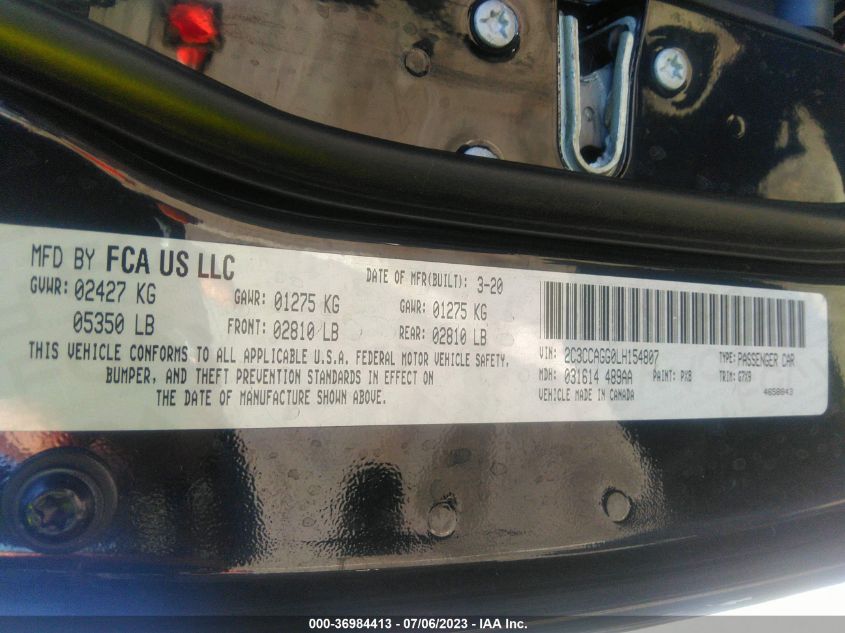 MFD BY FCA US LLC
DATE OF MFR(BUILT): 3-20
GVWR: 02427 KG
GAWR: 01275 KG
GAWR: 01275 KG
05350 LB
FRONT: 02810 LB
REAR: 02810 LB
THIS VEHICLE CONFORMS TO ALL APPLICABLE U.S.A. FEDERAL MOTOR VEHICLE SAFETY,
BUMPER, AND THEFT PREVENTION STANDARDS IN EFFECT ON
THE DATE OF MANUFACTURE SHOWN ABOVE.
VIN: 2C3CCAGG0LH154807
TYPE: PASSENGER CAR
MDH: 031614 489AA
PAINT: PX8
TRIM: G7X9
VEHICLE MADE IN CANADA
4658843
000-36984413 - 07/06/2023 - IAA Inc.